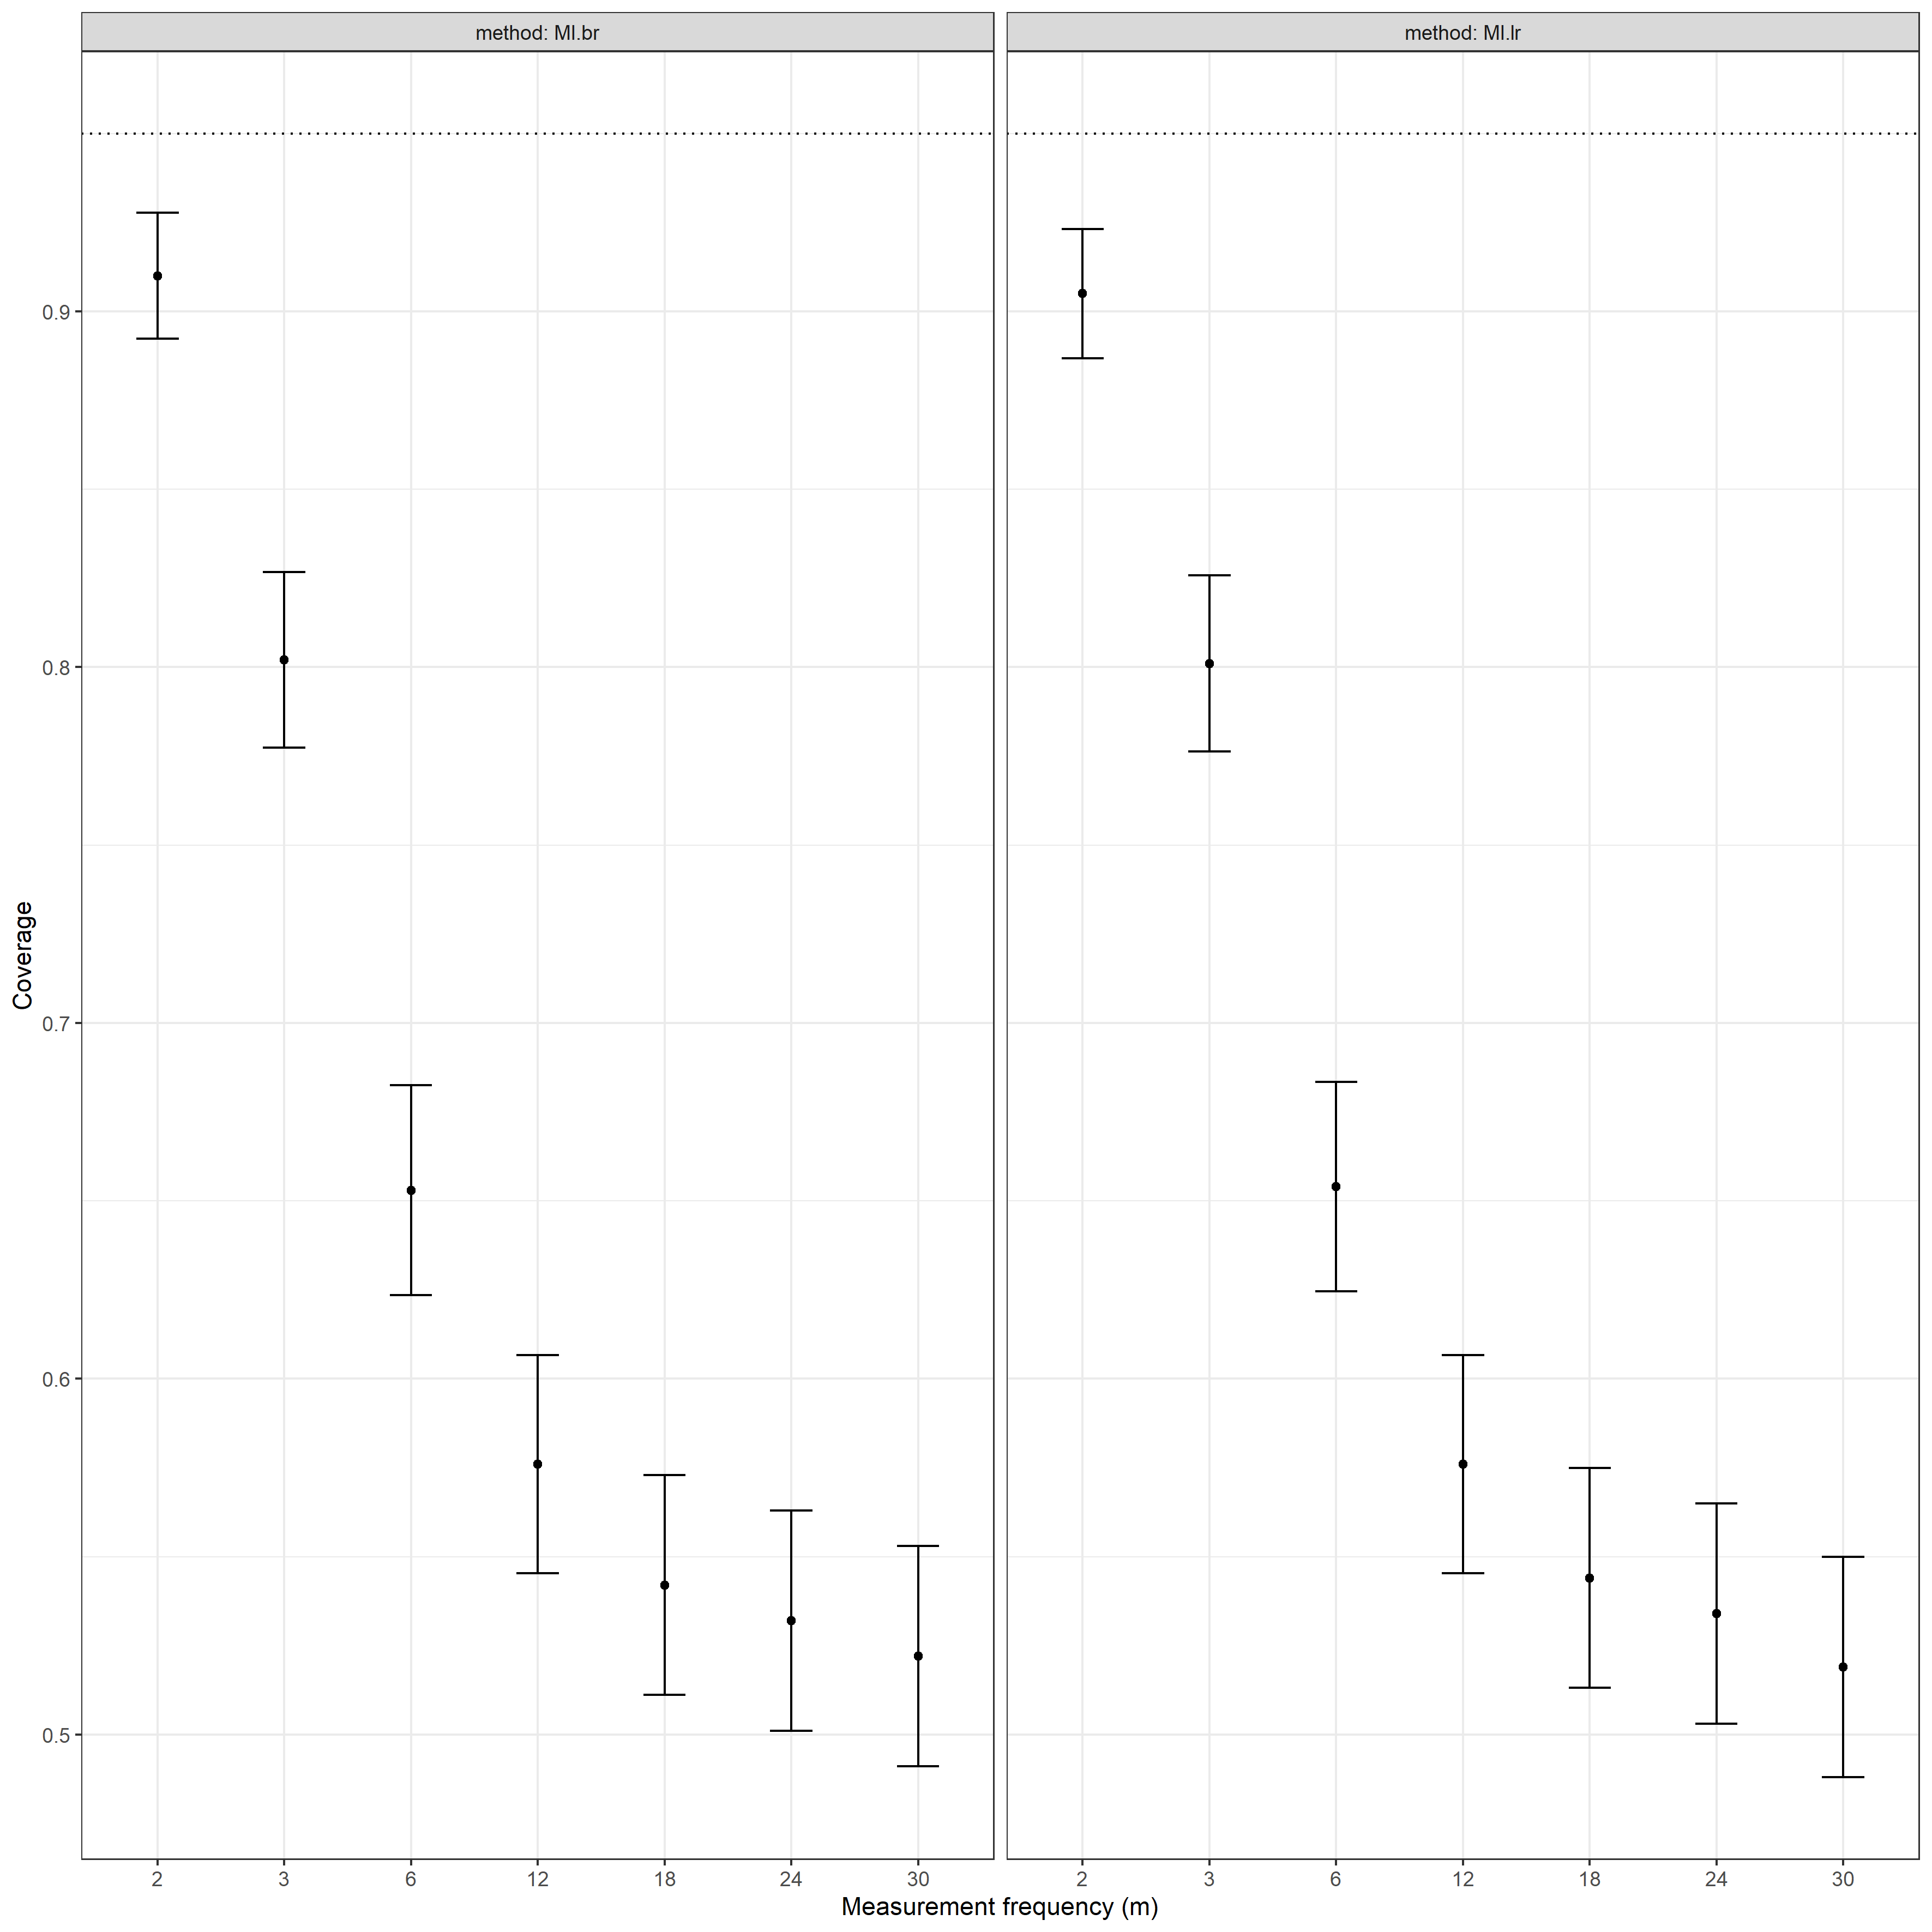 method: MI.br
method: MI.lr
0.9
0.8
0.7
0.6
0.5
Coverage
2 3 6 12 18 24 30
2 3 6 12 18 24 30
Measurement frequency (m)